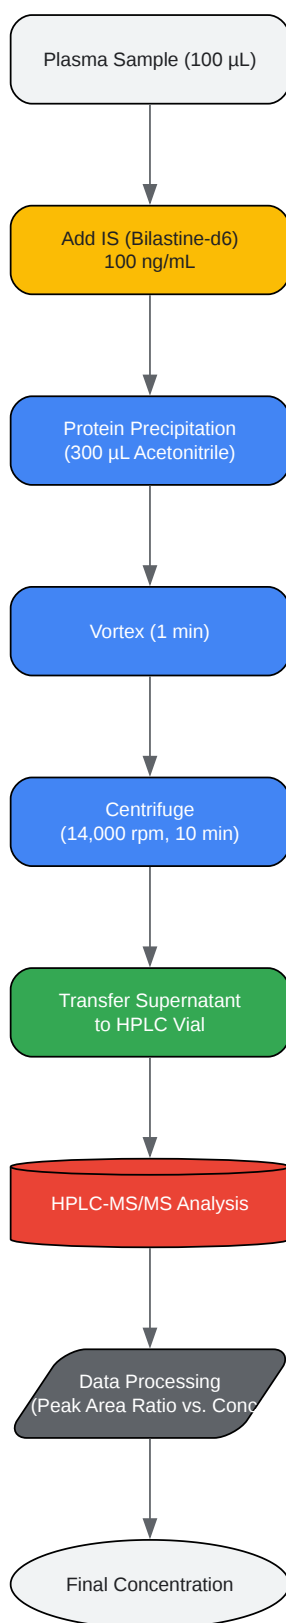 Plasma Sample (100 µL)
Add IS (Bilastine-d6)
100 ng/mL
Protein Precipitation
(300 µL Acetonitrile)
Vortex (1 min)
Centrifuge
(14,000 rpm, 10 min)
Transfer Supernatant
to HPLC Vial
HPLC-MS/MS Analysis
Data Processing
(Peak Area Ratio vs. Conc
Final Concentration